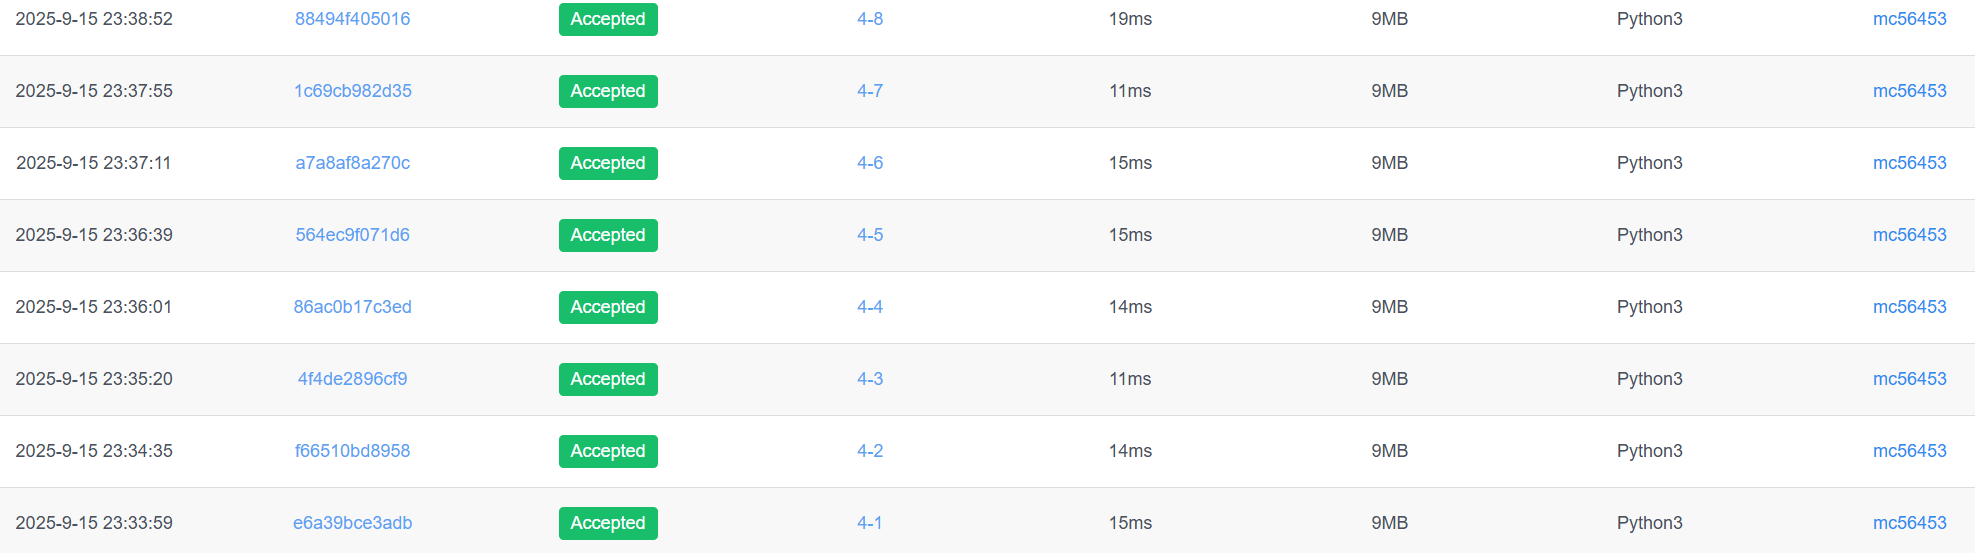 2025-9-15 23:38:52 88494f405016 Accepted 4-8 19ms 9MB Python3 mc56453
2025-9-15 23:37:55 1c69cb982d35 Accepted 4-7 11ms 9MB Python3 mc56453
2025-9-15 23:37:11 a7a8af8a270c Accepted 4-6 15ms 9MB Python3 mc56453
2025-9-15 23:36:39 564ec9f071d6 Accepted 4-5 15ms 9MB Python3 mc56453
2025-9-15 23:36:01 86ac0b17c3ed Accepted 4-4 14ms 9MB Python3 mc56453
2025-9-15 23:35:20 4f4de2896cf9 Accepted 4-3 11ms 9MB Python3 mc56453
2025-9-15 23:34:35 f66510bd8958 Accepted 4-2 14ms 9MB Python3 mc56453
2025-9-15 23:33:59 e6a39bce3adb Accepted 4-1 15ms 9MB Python3 mc56453